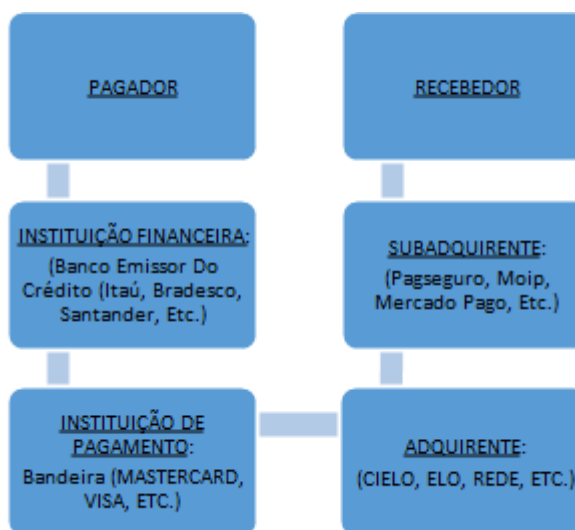 PAGADOR
INSTITUIÇÃO FINANCEIRA:
(Banco Emissor Do
Crédito (Itaú, Bradesco,
Santander, Etc.)
INSTITUIÇÃO DE
PAGAMENTO:
Bandeira (MASTERCARD,
VISA, ETC.)
ADQUIRENTE:
(CIELO, ELO, REDE, ETC.)
SUBADQUIRENTE:
(Pagseguro, Moip,
Mercado Pago, Etc.)
RECEBEDOR